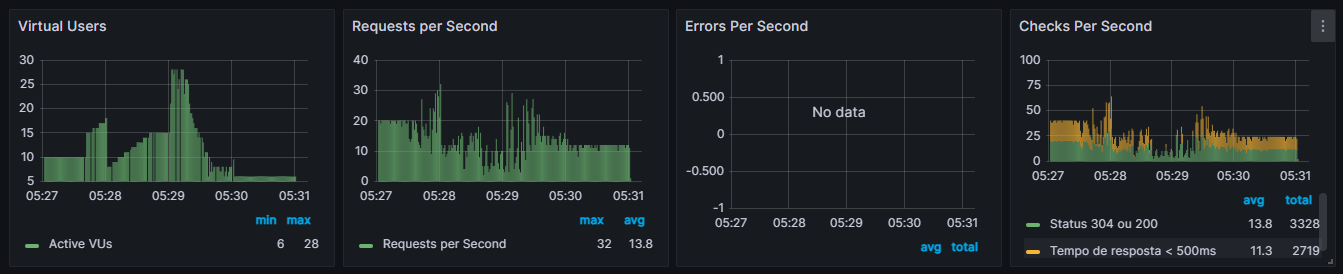 Virtual Users
30
25
20
15
10
5
05:27 05:28 05:29 05:30 05:31
min max
Active VUs 6 28
Requests per Second
40
30
20
10
0
05:27 05:28 05:29 05:30 05:31
max avg
Requests per Second 32 13.8
Errors Per Second
1
0.500
0
-0.500
-1
No data
05:27 05:28 05:29 05:30 05:31
avg total
Checks Per Second
100
75
50
25
0
05:27 05:28 05:29 05:30 05:31
avg total
Status 304 ou 200 13.8 3328
Tempo de resposta < 500ms 11.3 2719